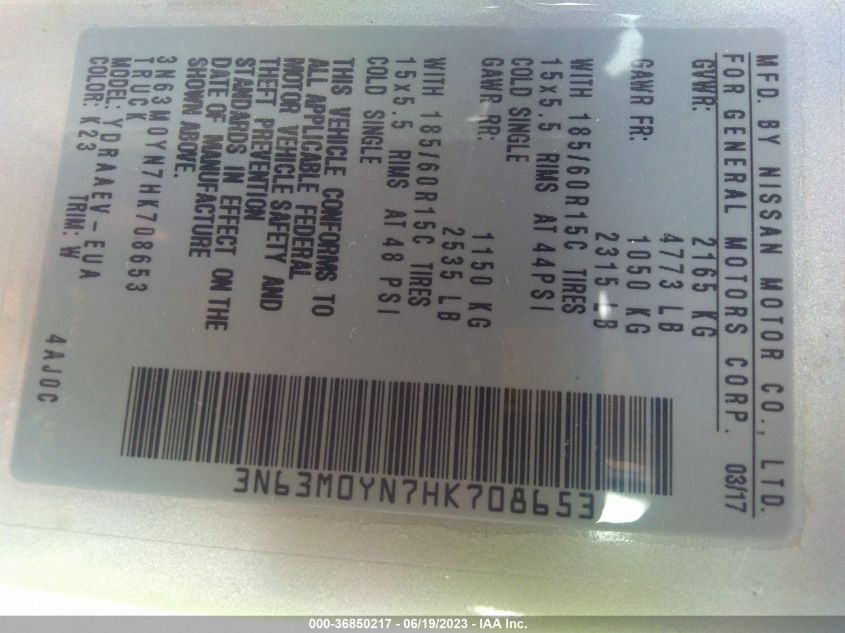 MFD. BY NISSAN MOTOR CO., LTD.
FOR GENERAL MOTORS CORP. 03/17
GVWR: 2165 KG
4773 LB
GAWR FR: 1050 KG
2315 LB
WITH 185/60R15C TIRES
15x5.5 RIMS AT 44PSI
COLD SINGLE
GAWR RR: 1150 KG
2535 LB
WITH 185/60R15C TIRES
15x5.5 RIMS AT 48 PSI
COLD SINGLE
THIS VEHICLE CONFORMS TO
ALL APPLICABLE FEDERAL
MOTOR VEHICLE SAFETY AND
THEFT PREVENTION
STANDARDS IN EFFECT ON THE
DATE OF MANUFACTURE
SHOWN ABOVE.
3N63M0YN7HK708653
TRUCK
MODEL: YDRAAEV-EUA
COLOR: K23 TRIM: W
4AJ0C
3N63M0YN7HK708653
000-36850217 - 06/19/2023 - IAA Inc.